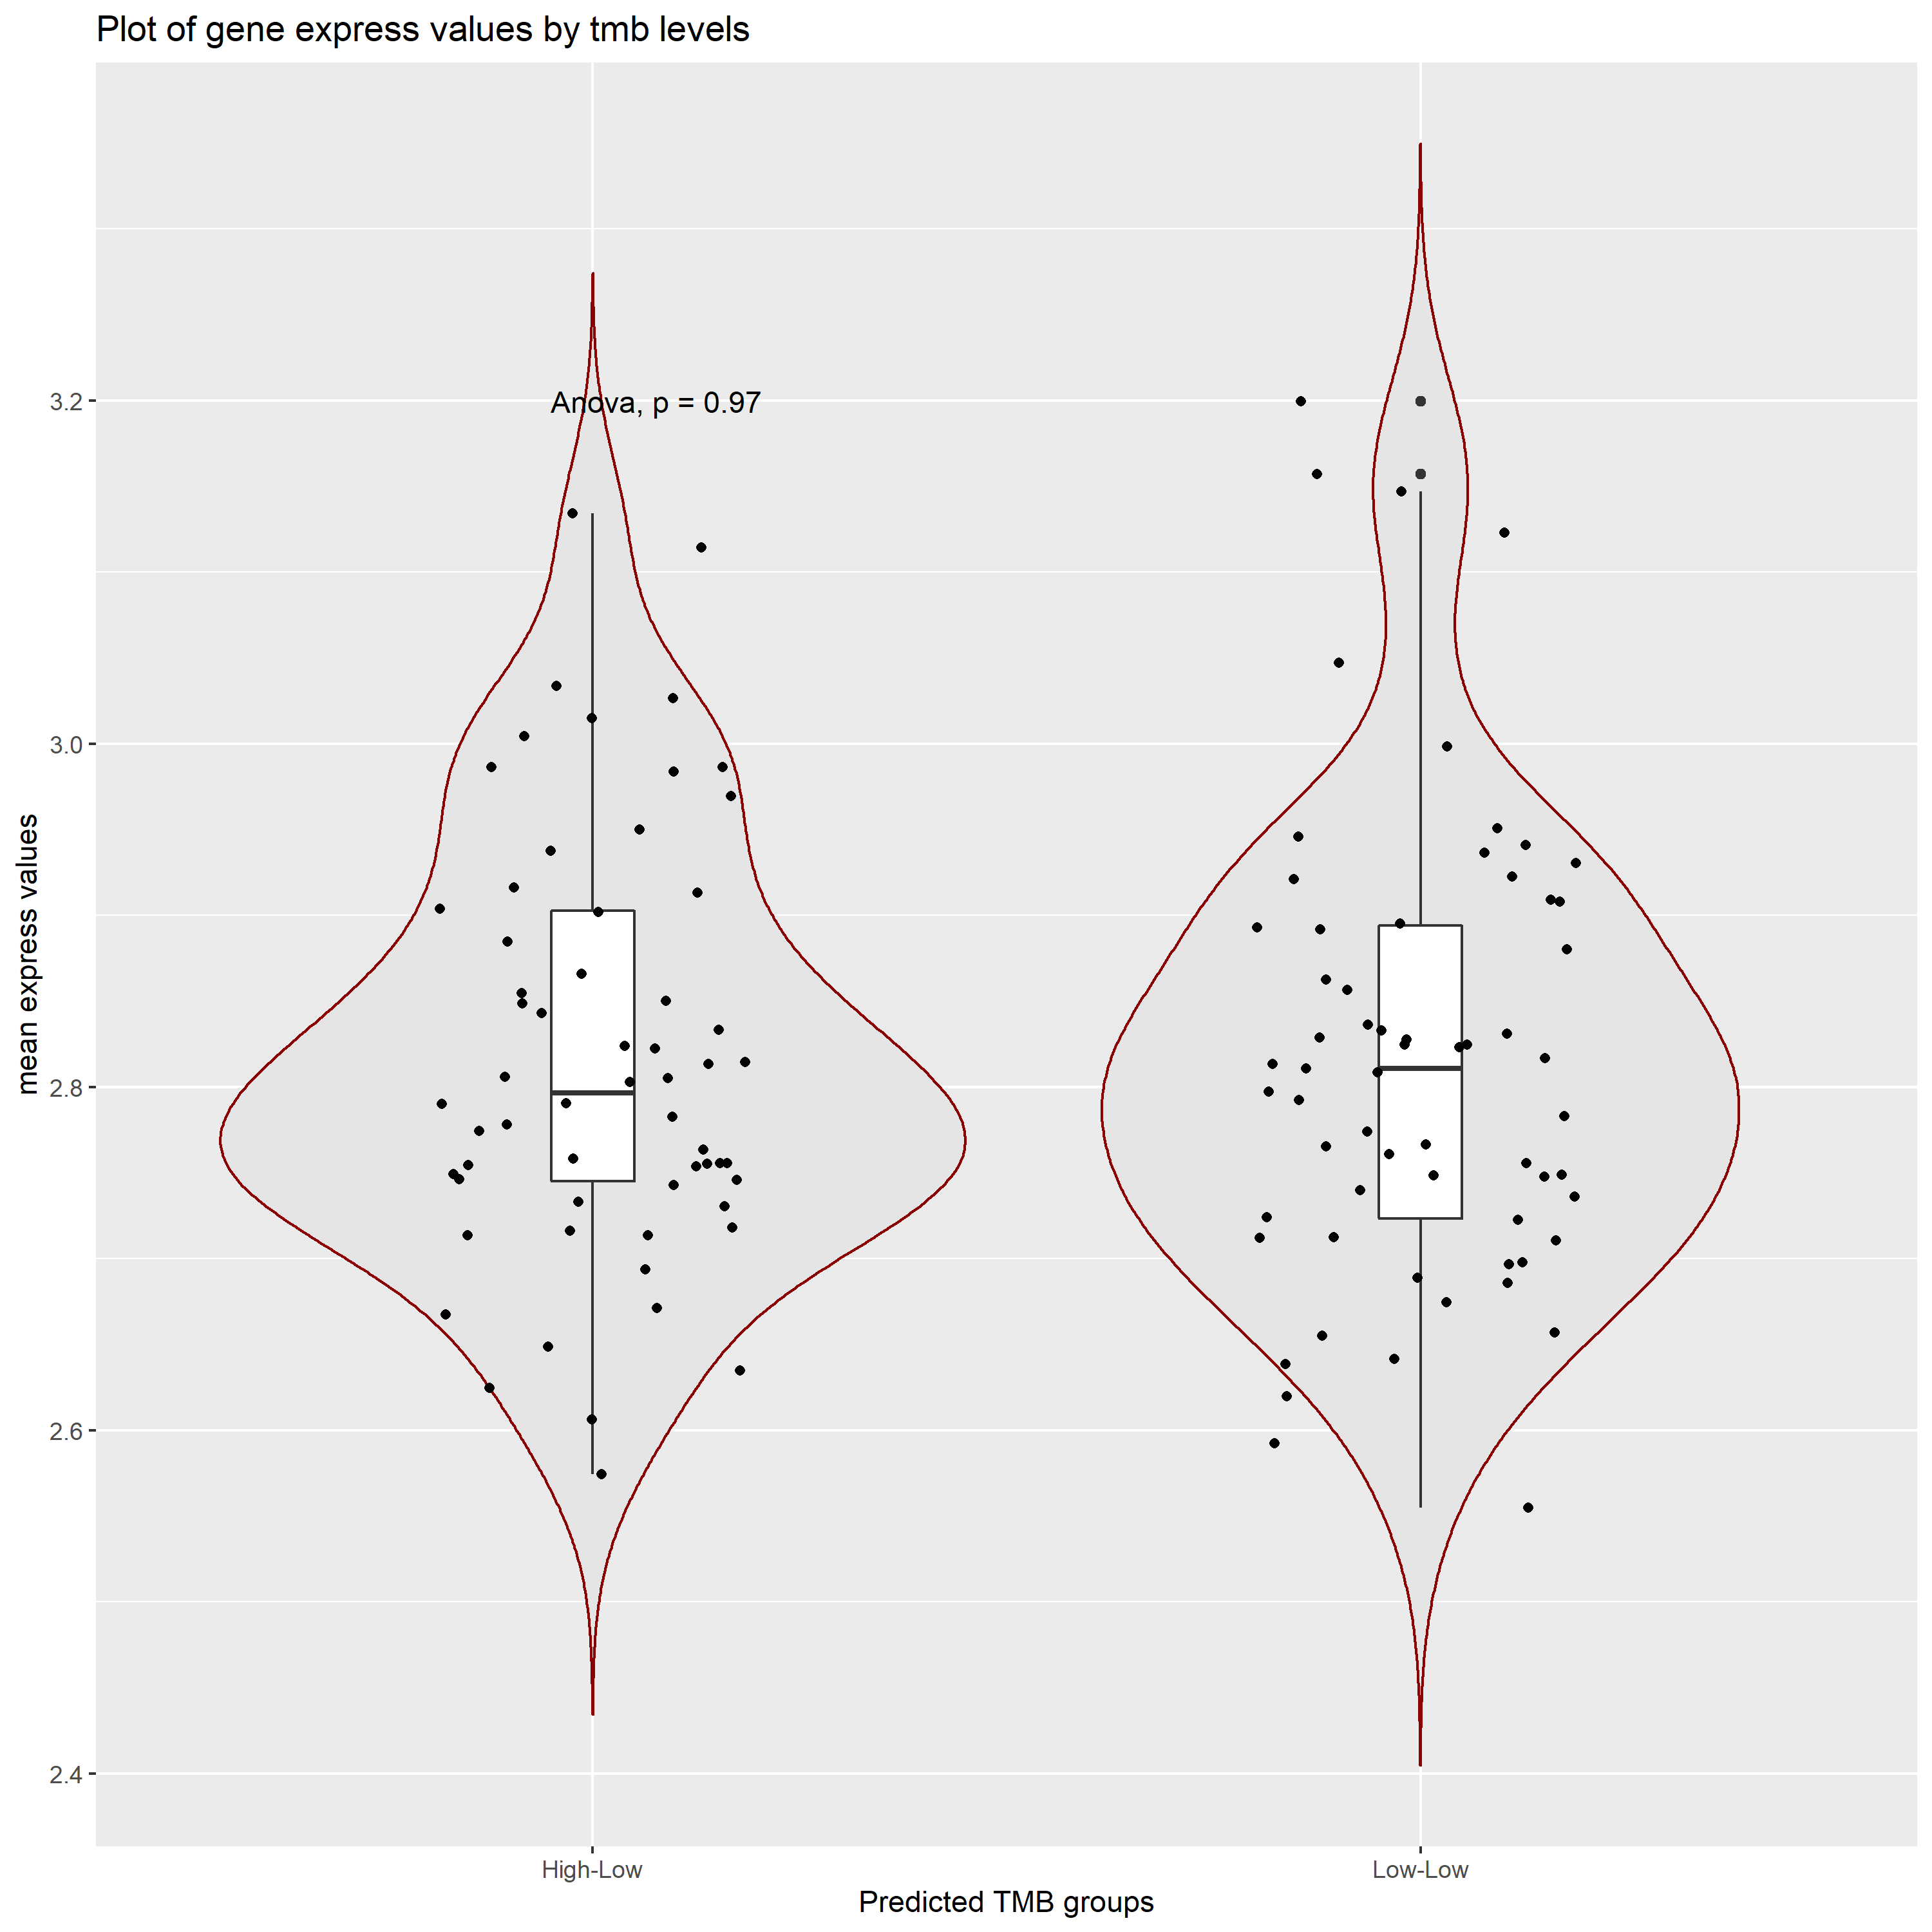 Plot of gene express values by tmb levels
mean express values
3.2
3.0
2.8
2.6
2.4
Anova, p = 0.97
High-Low
Low-Low
Predicted TMB groups